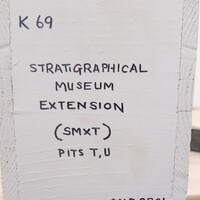 K 69
STRATIGRAPHICAL
MUSEUM
EXTENSION
(SMXT)
PITS T, U